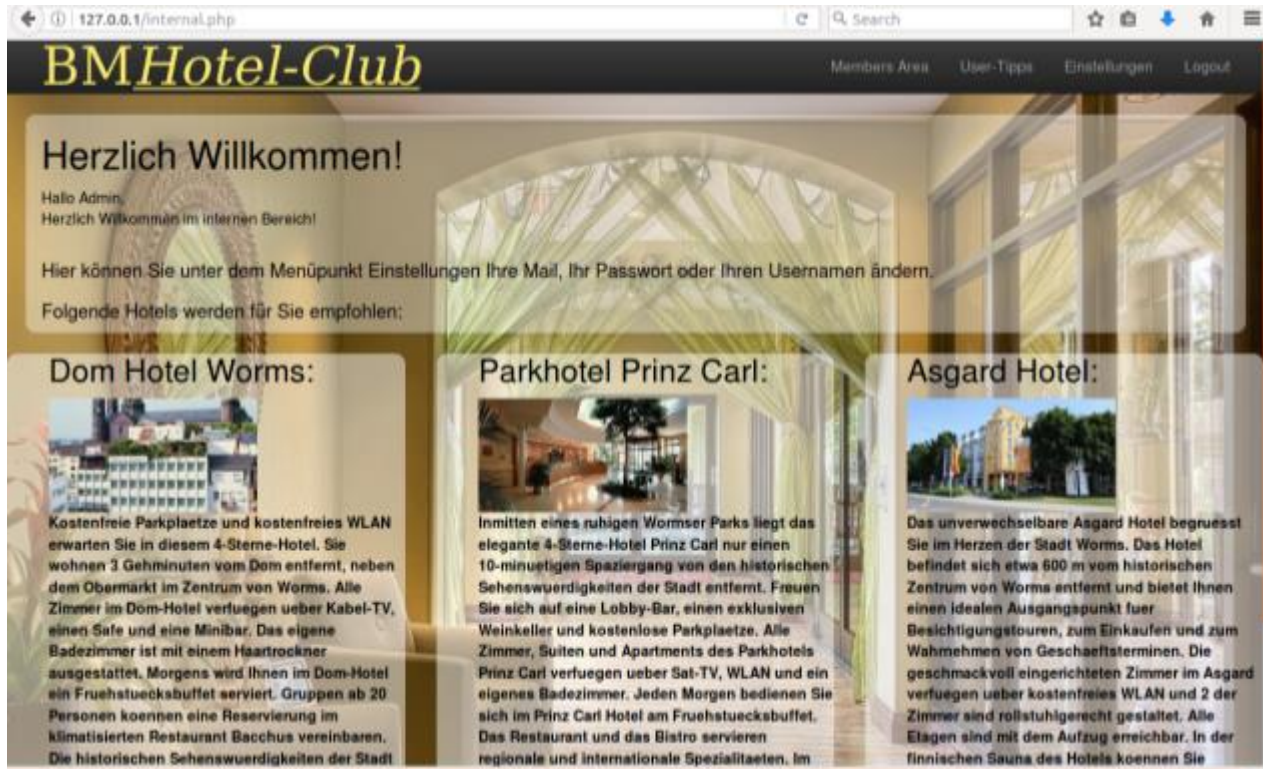 127.0.0.1/internal.php
Search
BMHotel-Club
Members Area User-Tipps Einstellungen Logout
Herzlich Willkommen!
Hallo Admin,
Herzlich Willkommen im internen Bereich!
Hier können Sie unter dem Menüpunkt Einstellungen Ihre Mail, Ihr Passwort oder Ihren Usernamen ändern.
Folgende Hotels werden für Sie empfohlen:
Dom Hotel Worms:
Kostenfreie Parkplaetze und kostenfreies WLAN
erwarten Sie in diesem 4-Sterne-Hotel. Sie
wohnen 3 Gehminuten vom Dom entfernt, neben
dem Obermarkt im Zentrum von Worms. Alle
Zimmer im Dom-Hotel verfuegen ueber Kabel-TV,
einen Safe und eine Minibar. Das eigene
Badezimmer ist mit einem Haartrockner
ausgestattet. Morgens wird Ihnen im Dom-Hotel
ein Fruehstuecksbuffet serviert. Gruppen ab 20
Personen koennen eine Reservierung im
klimatisierten Restaurant Bacchus vereinbaren.
Die historischen Sehenswuerdigkeiten der Stadt
Parkhotel Prinz Carl:
Inmitten eines ruhigen Wormser Parks liegt das
elegante 4-Sterne-Hotel Prinz Carl nur einen
10-minuetigen Spaziergang von den historischen
Sehenswuerdigkeiten der Stadt entfernt. Freuen
Sie sich auf eine Lobby-Bar, einen exklusiven
Weinkeller und kostenlose Parkplaetze. Alle
Zimmer, Suiten und Apartments des Parkhotels
Prinz Carl verfuegen ueber Sat-TV, WLAN und ein
eigenes Badezimmer. Jeden Morgen bedienen Sie
sich im Prinz Carl Hotel am Fruehstuecksbuffet.
Das Restaurant und das Bistro servieren
regionale und internationale Spezialitaeten. Im
Asgard Hotel:
Das unverwechselbare Asgard Hotel begruesst
Sie im Herzen der Stadt Worms. Das Hotel
befindet sich etwa 600 m vom historischen
Zentrum von Worms entfernt und bietet Ihnen
einen idealen Ausgangspunkt fuer
Besichtigungstouren, zum Einkaufen und zum
Wahrnehmen von Geschaeftsterminen. Die
geschmackvoll eingerichteten Zimmer im Asgard
verfuegen ueber kostenfreies WLAN und 2 der
Zimmer sind rollstuhlgerecht gestaltet. Alle
Etagen sind mit dem Aufzug erreichbar. In der
finnischen Sauna des Hotels koennen Sie